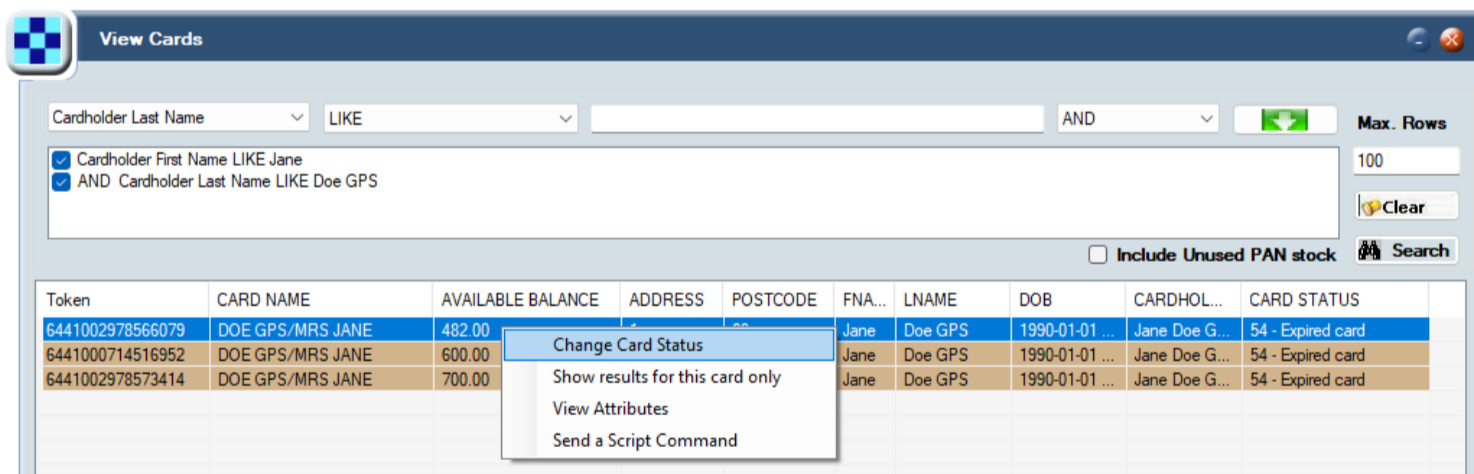 View Cards
Cardholder Last Name LIKE AND Max. Rows
Cardholder First Name LIKE Jane 100
AND Cardholder Last Name LIKE Doe GPS
Clear
Include Unused PAN stock Search
Token CARD NAME AVAILABLE BALANCE ADDRESS POSTCODE FNA... LNAME DOB CARDHOL... CARD STATUS
6441002978566079 DOE GPS/MRS JANE 482.00 Jane Doe GPS 1990-01-01 ... Jane Doe G... 54 - Expired card
Change Card Status
6441000714516952 DOE GPS/MRS JANE 600.00 Jane Doe GPS 1990-01-01 ... Jane Doe G... 54 - Expired card
Show results for this card only
6441002978573414 DOE GPS/MRS JANE 700.00 Jane Doe GPS 1990-01-01 ... Jane Doe G... 54 - Expired card
View Attributes
Send a Script Command